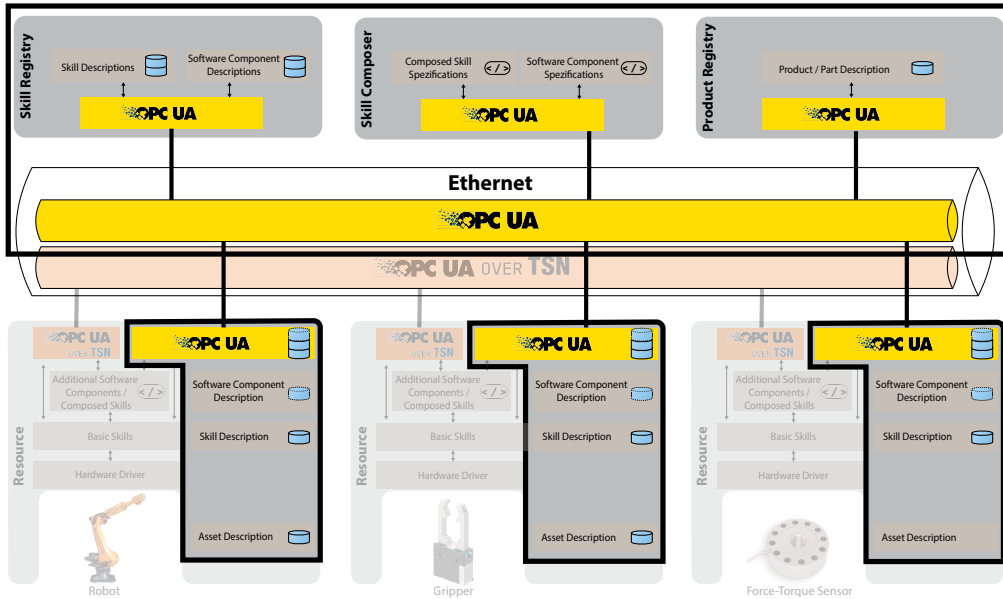 Skill Registry
Skill Descriptions
Software Component
Descriptions
OPC UA
Skill Composer
Composed Skill
Spezifications
</>
Software Component
Spezifications
</>
OPC UA
Product Registry
Product / Part Description
OPC UA
Ethernet
OPC UA
OPC UA OVER TSN
Resource
OPC UA
OVER TSN
Additional Software
Components /
Composed Skills
</>
Basic Skills
Hardware Driver
Robot
OPC UA
Software Component
Description
Skill Description
Asset Description
Resource
OPC UA
OVER TSN
Additional Software
Components /
Composed Skills
</>
Basic Skills
Hardware Driver
Gripper
OPC UA
Software Component
Description
Skill Description
Asset Description
Resource
OPC UA
OVER TSN
Additional Software
Components /
Composed Skills
</>
Basic Skills
Hardware Driver
Force-Torque Sensor
OPC UA
Software Component
Description
Skill Description
Asset Description